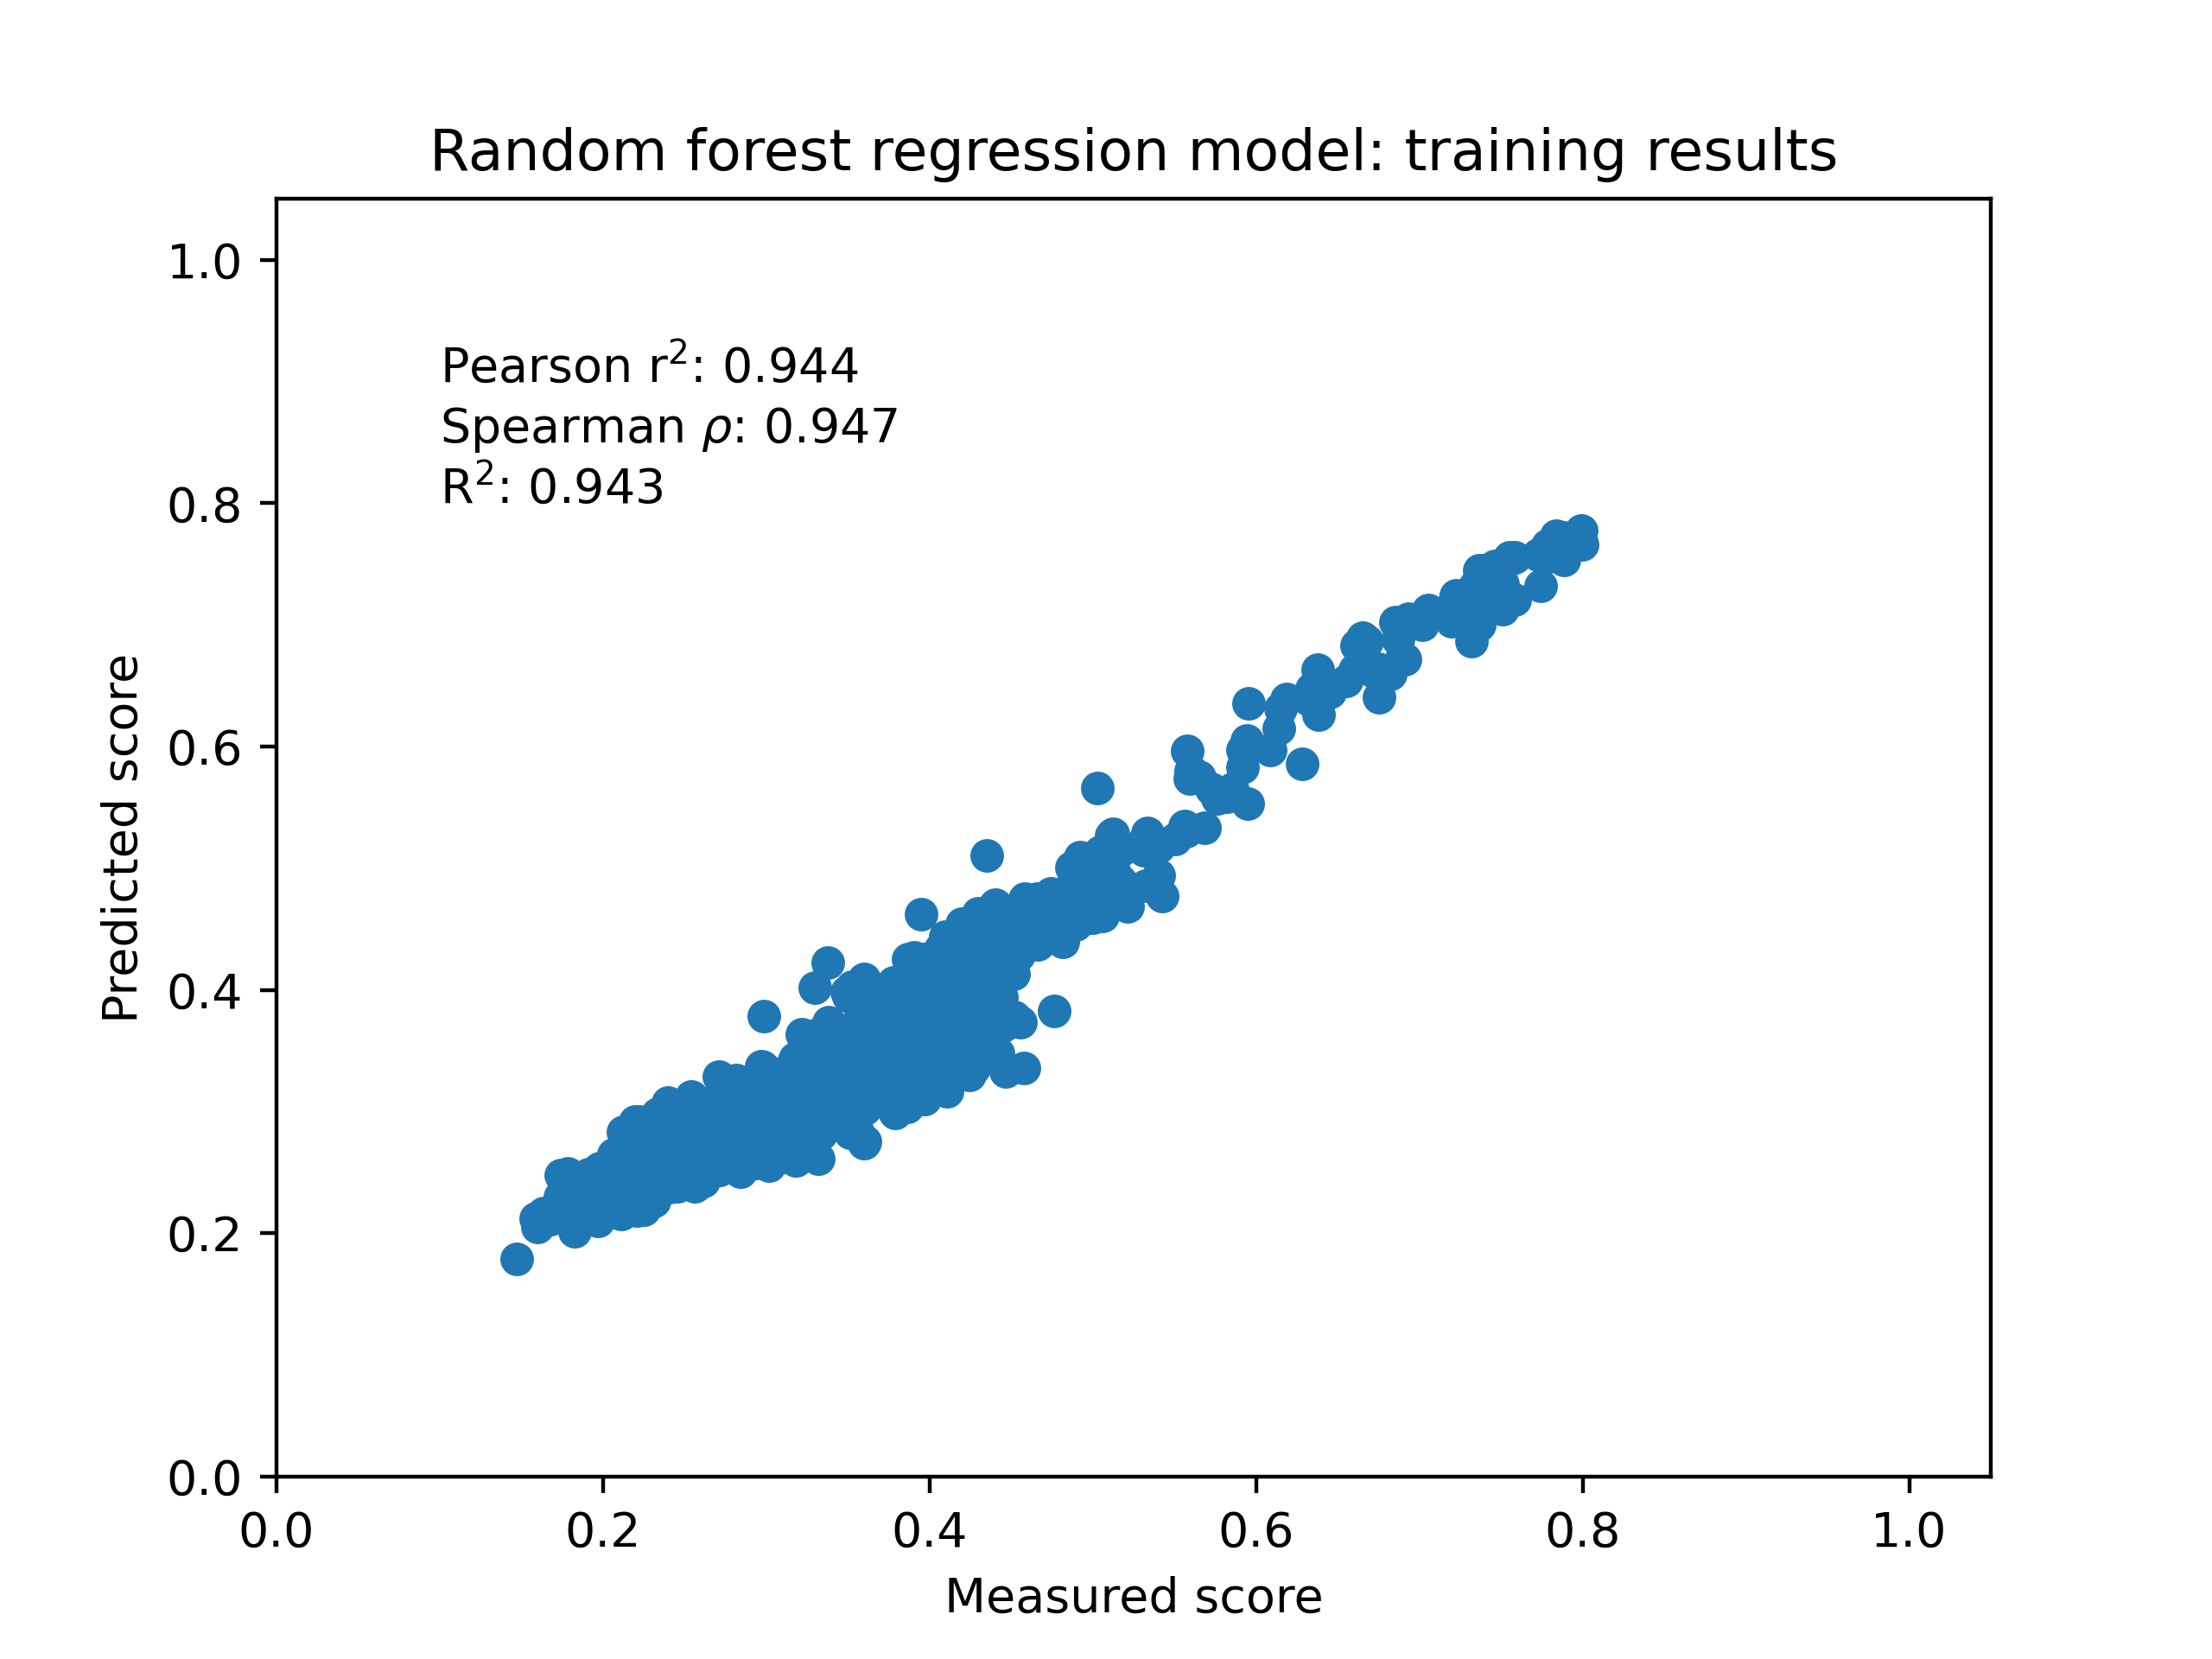 Random forest regression model: training results
Pearson r²: 0.944
Spearman ρ: 0.947
R²: 0.943
1.0
0.8
0.6
0.4
0.2
0.0
Predicted score
0.0 0.2 0.4 0.6 0.8 1.0
Measured score